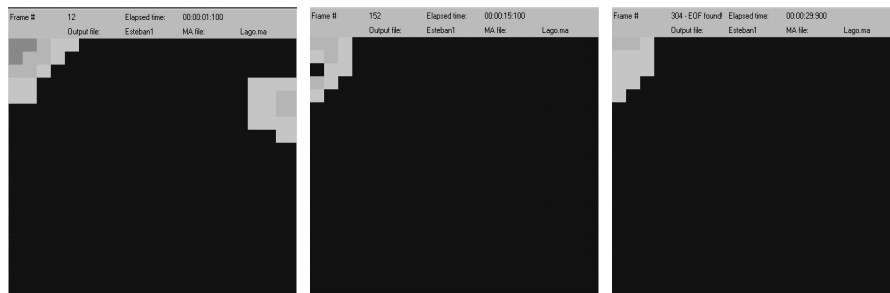 Frame # 12 Elapsed time: 00:00:01:100
Output file: Esteban1 MA file: Lago.ma
Frame # 152 Elapsed time: 00:00:15:100
Output file: Esteban1 MA file: Lago.ma
Frame # 304 - EOF found! Elapsed time: 00:00:29:900
Output file: Esteban1 MA file: Lago.ma